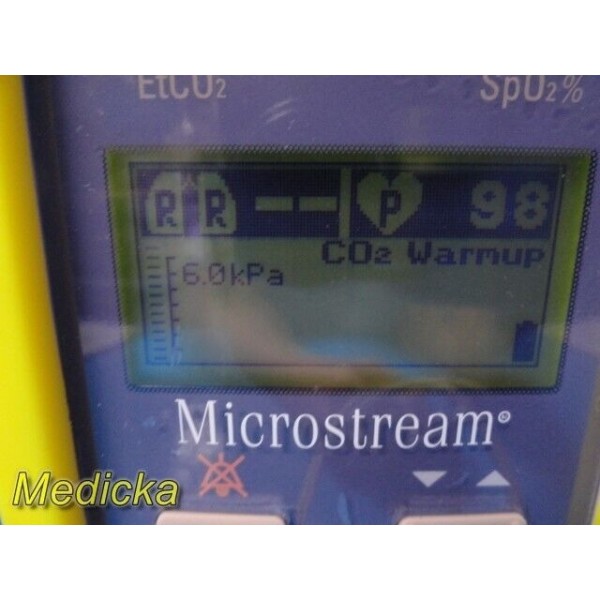 EtCO2 SpO2%
RR -- P 98
CO2 Warmup
6.0kPa
Microstream®
Medicka